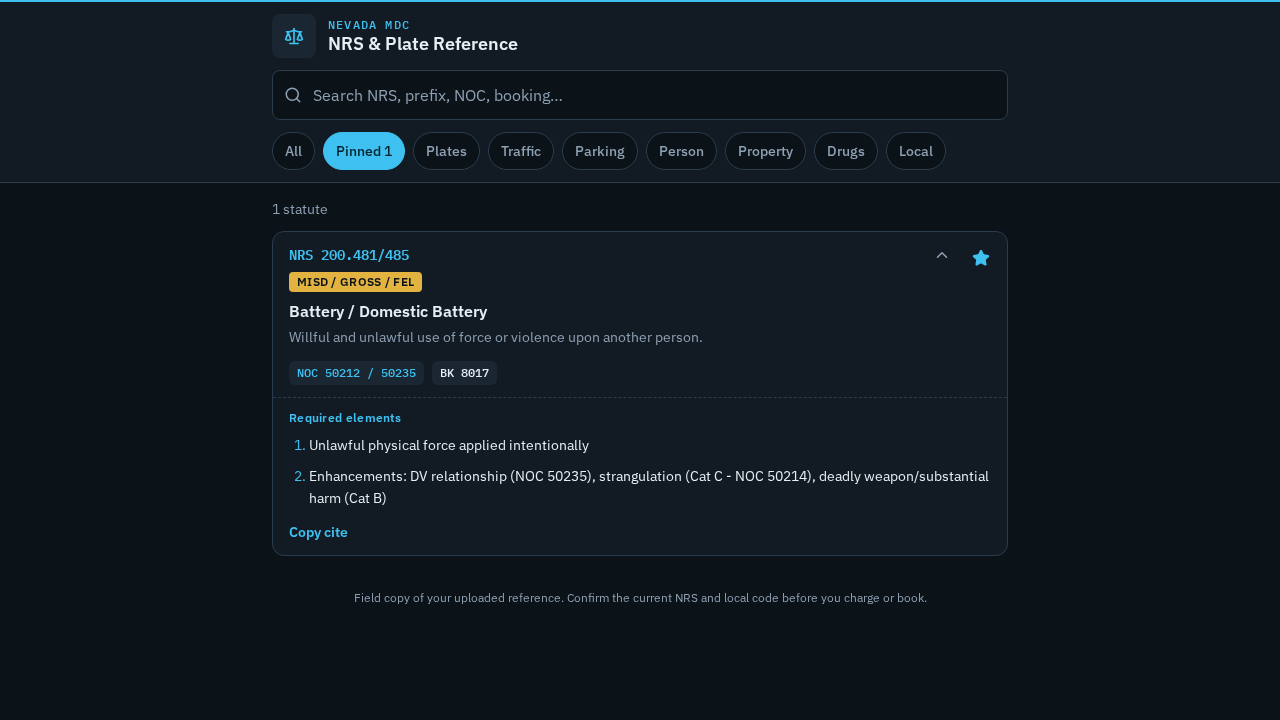 NEVADA MDC
NRS & Plate Reference
Search NRS, prefix, NOC, booking...
All
Pinned 1
Plates
Traffic
Parking
Person
Property
Drugs
Local
1 statute
NRS 200.481/485
MISD / GROSS / FEL
Battery / Domestic Battery
Willful and unlawful use of force or violence upon another person.
NOC 50212 / 50235
BK 8017
Required elements
1. Unlawful physical force applied intentionally
2. Enhancements: DV relationship (NOC 50235), strangulation (Cat C - NOC 50214), deadly weapon/substantial
harm (Cat B)
Copy cite
Field copy of your uploaded reference. Confirm the current NRS and local code before you charge or book.